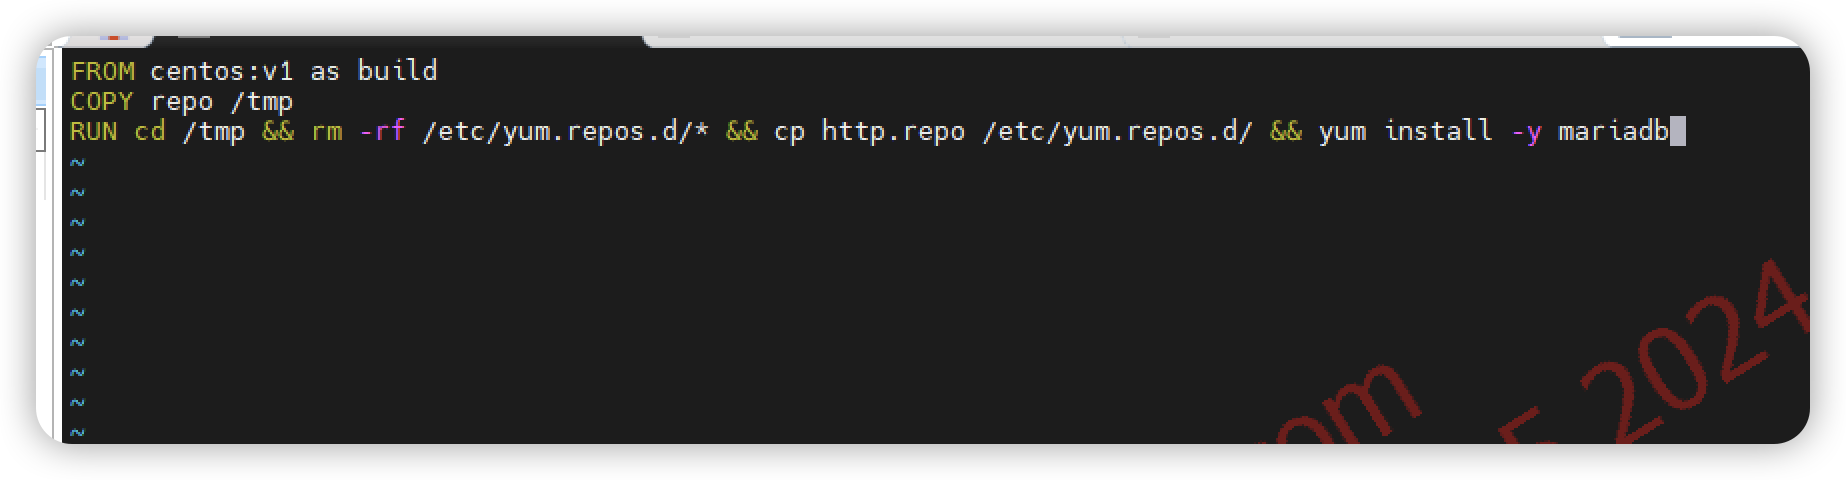 FROM centos:v1 as build
COPY repo /tmp
RUN cd /tmp && rm -rf /etc/yum.repos.d/* && cp http.repo /etc/yum.repos.d/ && yum install -y mariadb
~
~
~
~
~
~
~
~
~
~
om
5 2024